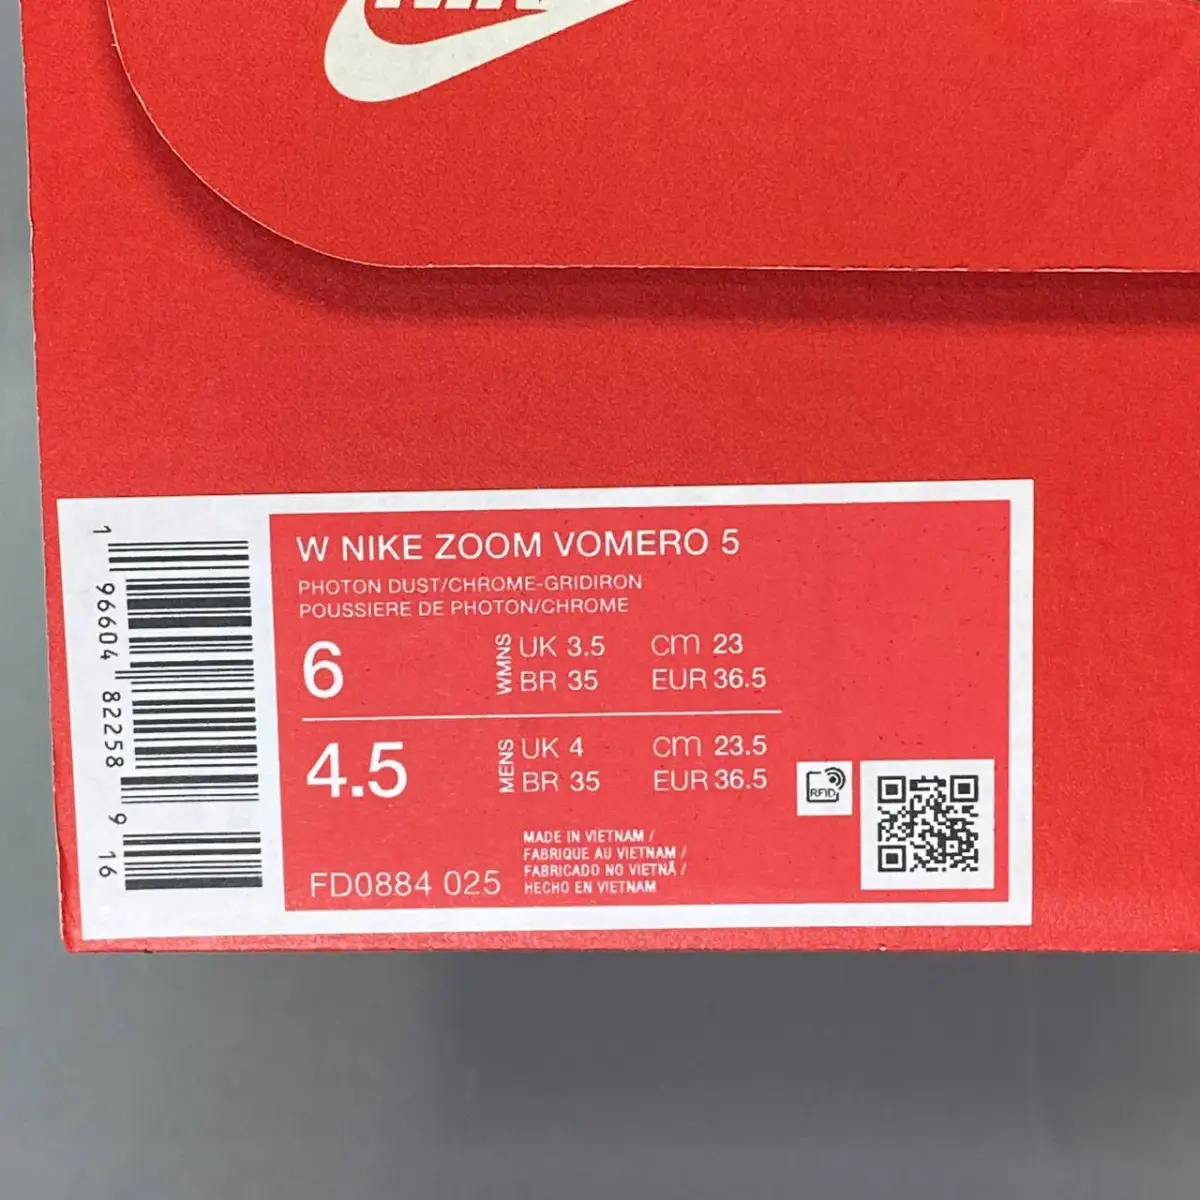 NIKE
W NIKE ZOOM VOMERO 5
PHOTON DUST/CHROME-GRIDIRON
POUSSIERE DE PHOTON/CHROME
6 WMNS UK 3.5 cm 23
BR 35 EUR 36.5
4.5 MENS UK 4 cm 23.5
BR 35 EUR 36.5
RFID
MADE IN VIETNAM /
FABRIQUE AU VIETNAM /
FABRICADO NO VIETNÃ /
HECHO EN VIETNAM
FD0884 025
1 96604 82258 9 16